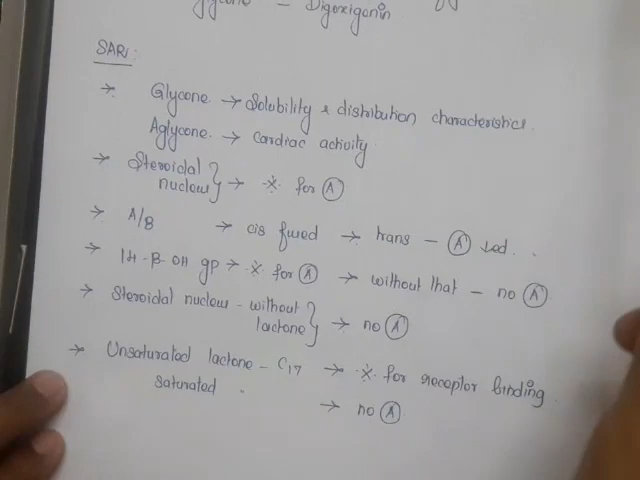 Digoxigenin
SAR:
→ Glycone → Solubility & distribution characteristics.
Aglycone. → Cardiac activity
→ Steroidal nucleus } → ※ for Ⓐ
→ A/B → cis fused → trans - Ⓐ ↓ed.
→ 14-β-OH gp → ※ for Ⓐ → without that - no Ⓐ
→ Steroidal nucleus - without lactone } → no Ⓐ
→ Unsaturated lactone - C17 → ※ for receptor binding.
saturated → no Ⓐ